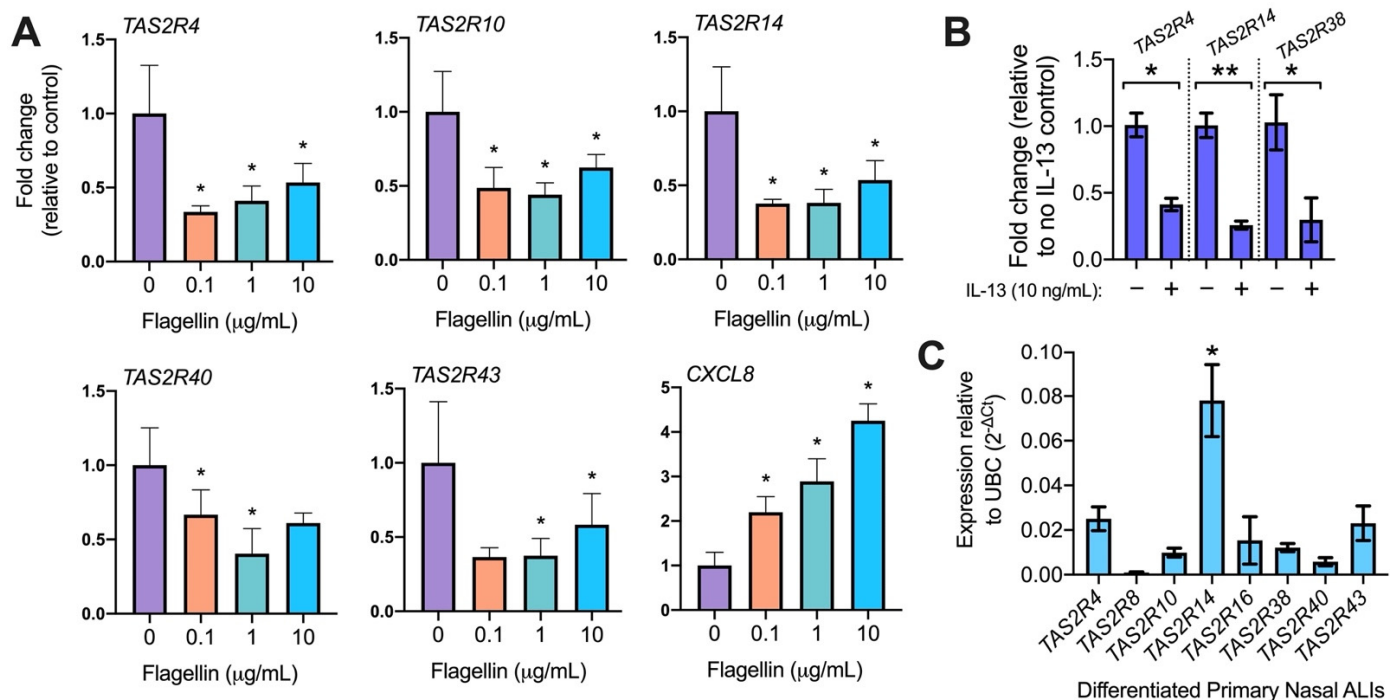 A
TAS2R4
Fold change
(relative to control)
1.5
1.0
0.5
0.0
*
*
*
0
0.1
1
10
Flagellin (μg/mL)
TAS2R10
1.5
1.0
0.5
0.0
*
*
*
0
0.1
1
10
Flagellin (μg/mL)
TAS2R14
1.5
1.0
0.5
0.0
*
*
*
0
0.1
1
10
Flagellin (μg/mL)
TAS2R40
1.5
1.0
0.5
0.0
*
*
0
0.1
1
10
Flagellin (μg/mL)
TAS2R43
1.5
1.0
0.5
0.0
*
*
0
0.1
1
10
Flagellin (μg/mL)
CXCL8
5
4
3
2
1
0
*
*
*
0
0.1
1
10
Flagellin (μg/mL)
B
TAS2R4
TAS2R14
TAS2R38
Fold change (relative
to no IL-13 control)
1.5
1.0
0.5
0.0
*
**
*
IL-13 (10 ng/mL): − + − + − +
C
Expression relative
to UBC (2^-ΔCt)
0.10
0.08
0.06
0.04
0.02
0.00
*
TAS2R4
TAS2R8
TAS2R10
TAS2R14
TAS2R16
TAS2R38
TAS2R40
TAS2R43
Differentiated Primary Nasal ALIs